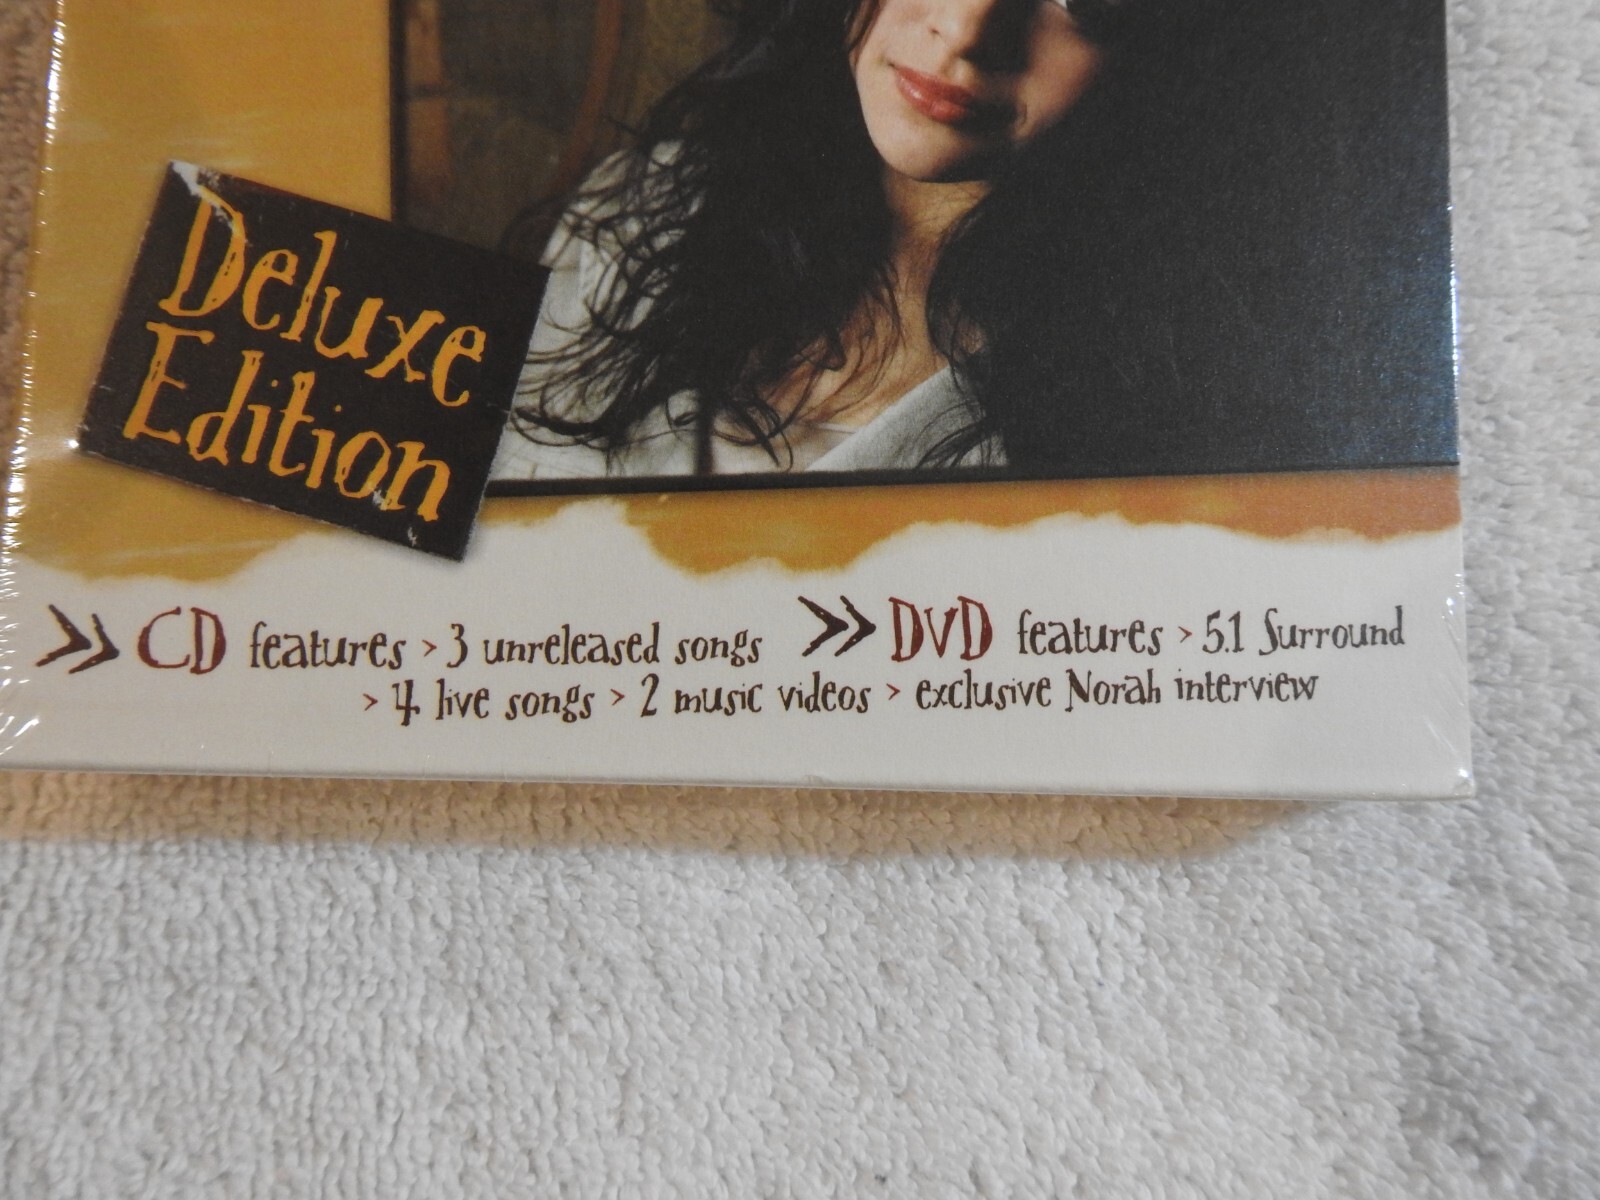 Deluxe
Edition
>> CD features > 3 unreleased songs >> DVD features > 5.1 Surround
> 4 live songs > 2 music videos > exclusive Norah interview